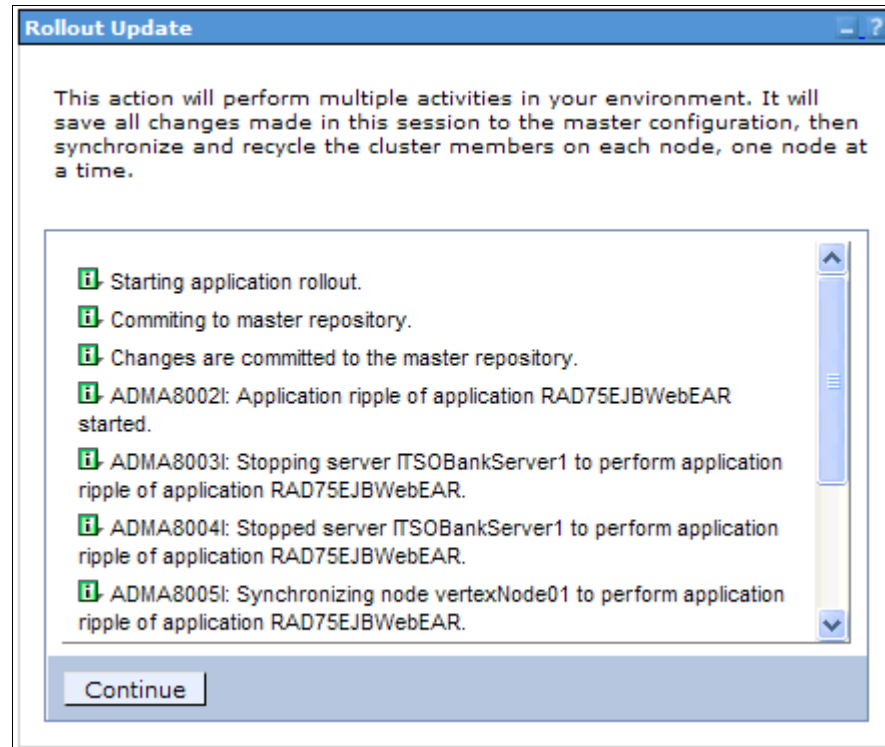 Rollout Update
This action will perform multiple activities in your environment. It will
save all changes made in this session to the master configuration, then
synchronize and recycle the cluster members on each node, one node at
a time.
Starting application rollout.
Commiting to master repository.
Changes are committed to the master repository.
ADMA8002I: Application ripple of application RAD75EJBWebEAR
started.
ADMA8003I: Stopping server ITSOBankServer1 to perform application
ripple of application RAD75EJBWebEAR.
ADMA8004I: Stopped server ITSOBankServer1 to perform application
ripple of application RAD75EJBWebEAR.
ADMA8005I: Synchronizing node vertexNode01 to perform application
ripple of application RAD75EJBWebEAR.
Continue